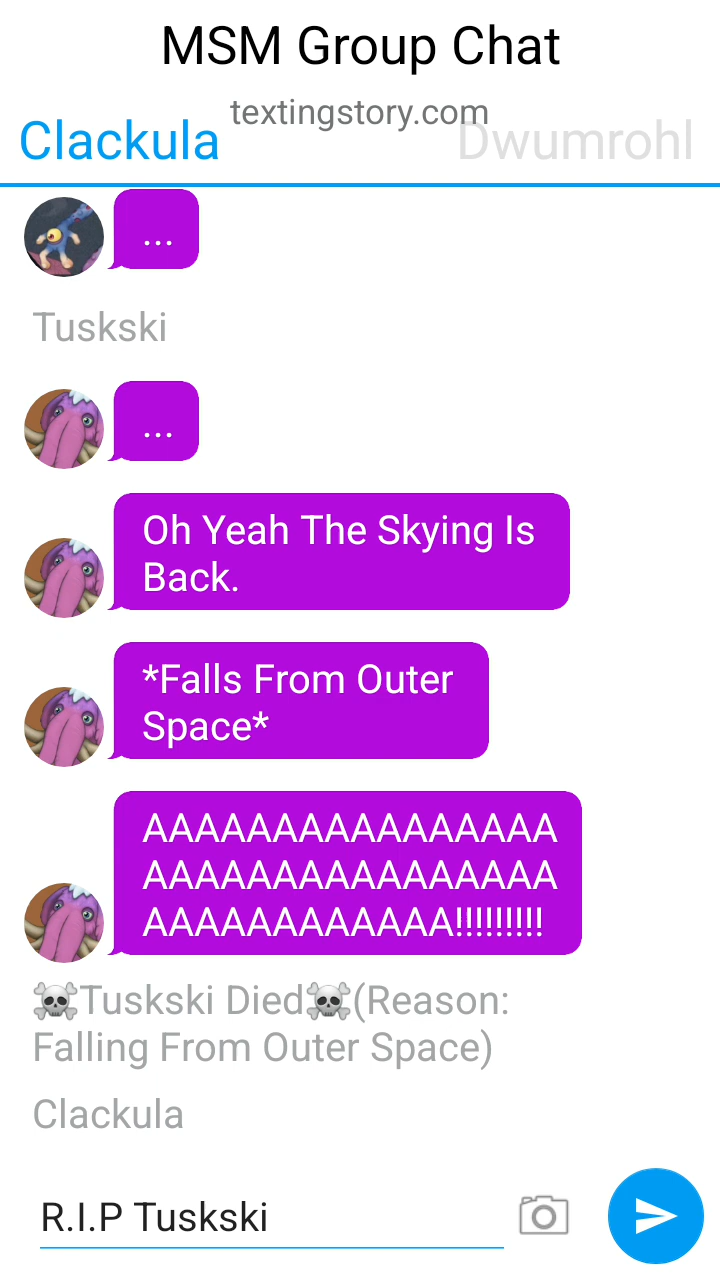 MSM Group Chat
textingstory.com
Clackula
Dwumrohl
...
Tuskski
...
Oh Yeah The Skying Is
Back.
*Falls From Outer
Space*
AAAAAAAAAAAAAAAA
AAAAAAAAAAAAAAAA
AAAAAAAAAAAA!!!!!!!!!
☠Tuskski Died☠(Reason:
Falling From Outer Space)
Clackula
R.I.P Tuskski